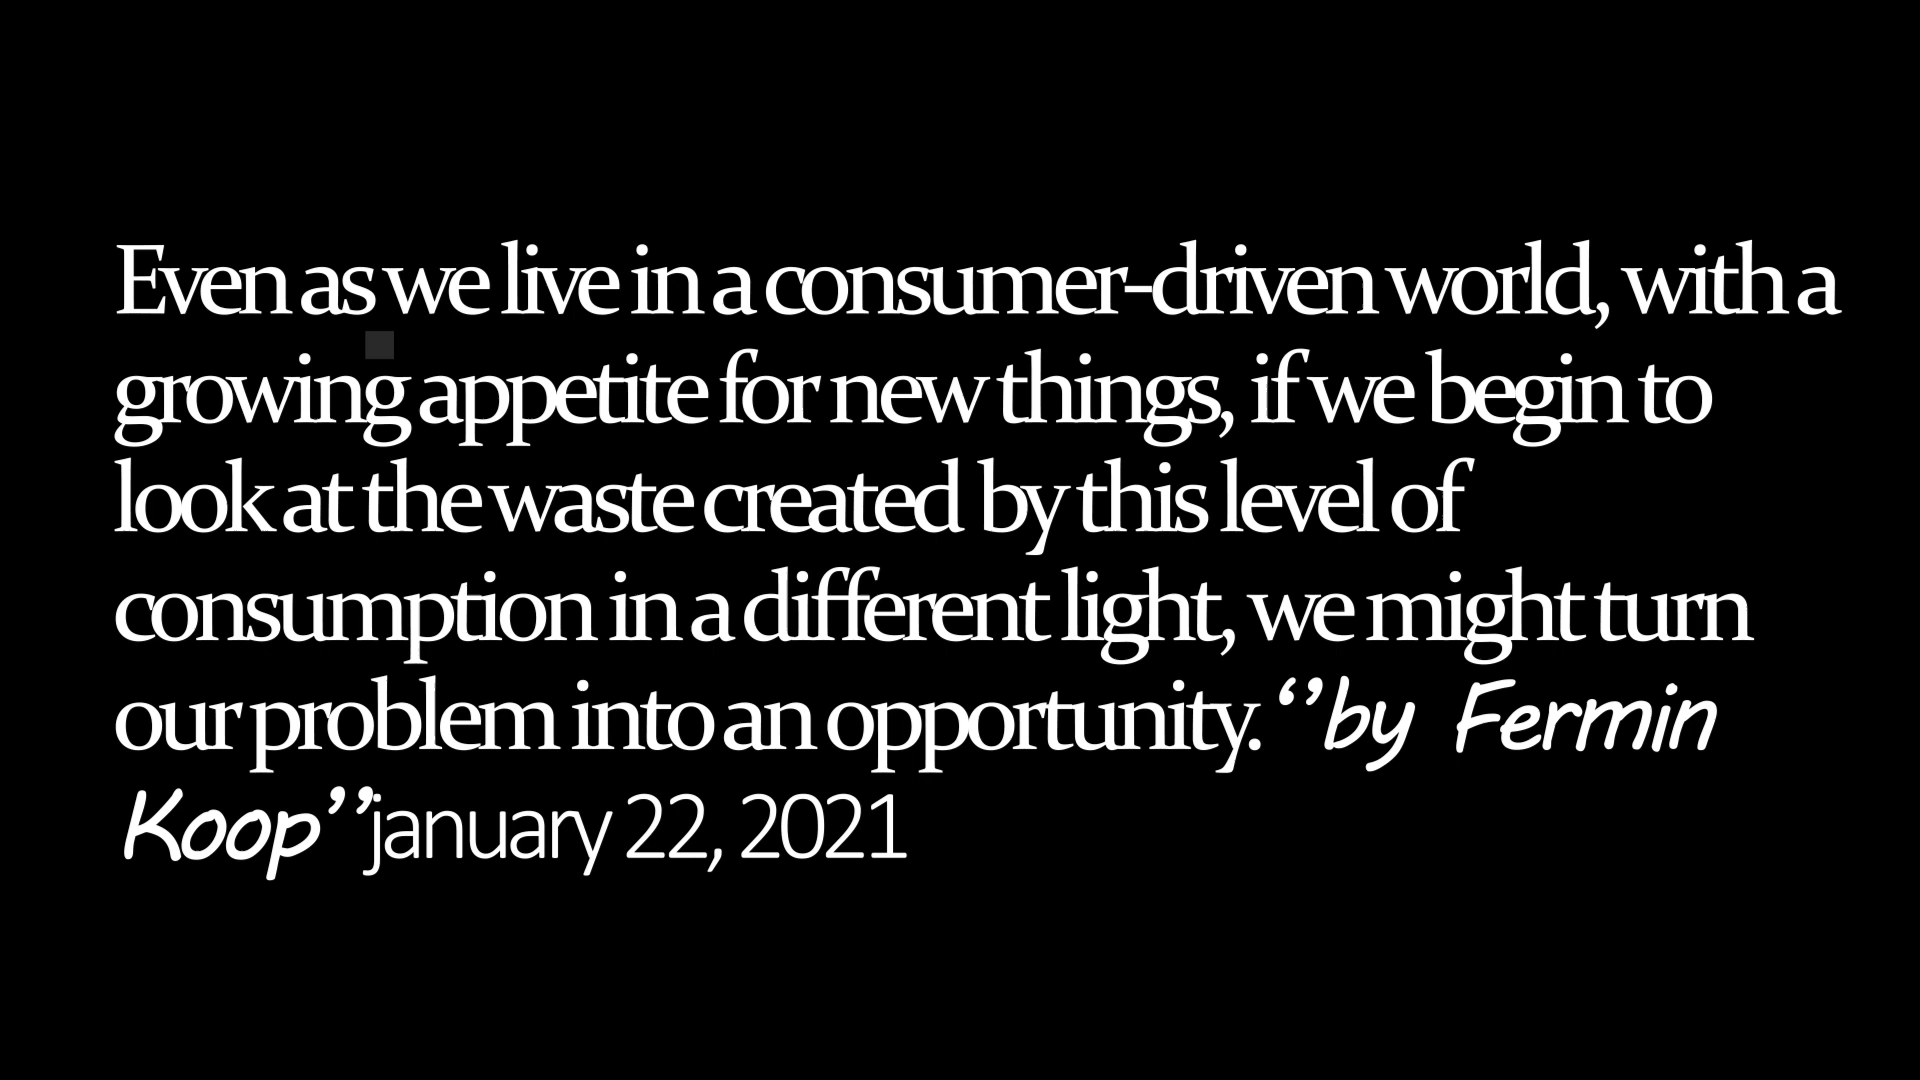 Even as we live in a consumer-driven world, with a
growing appetite for new things, if we begin to
look at the waste created by this level of
consumption in a different light, we might turn
our problem into an opportunity. ‘’by Fermin
Koop’’january 22, 2021